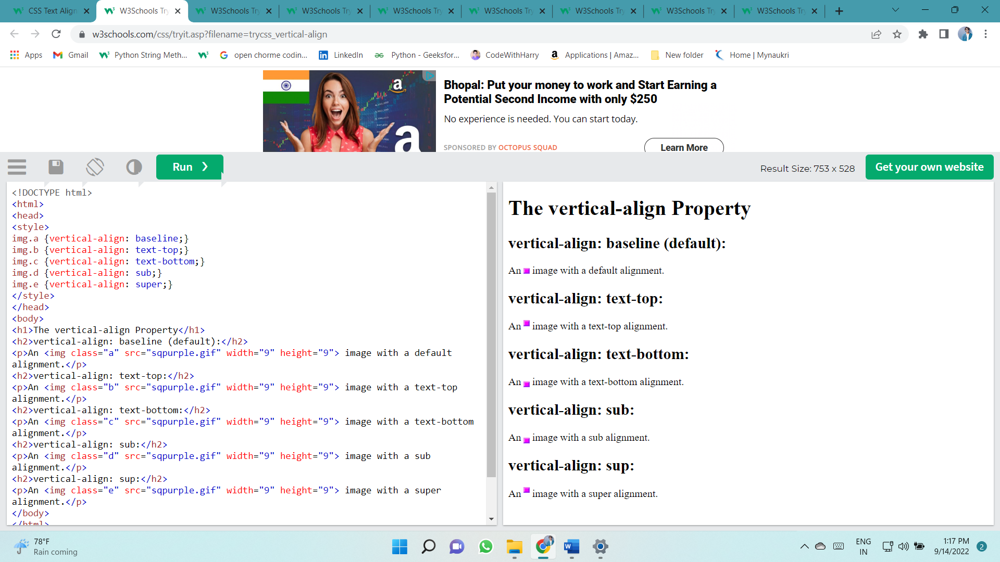 CSS Text Align
W3Schools Try
W3Schools Try
W3Schools Try
W3Schools Try
W3Schools Try
W3Schools Try
W3Schools Try
W3Schools Try
w3schools.com/css/tryit.asp?filename=trycss_vertical-align
Apps
Gmail
Python String Meth...
open chorme codin...
LinkedIn
Python - Geeksfor...
CodeWithHarry
Applications | Amaz...
New folder
Home | Mynaukri
Bhopal: Put your money to work and Start Earning a
Potential Second Income with only $250
No experience is needed. You can start today.
SPONSORED BY OCTOPUS SQUAD
Learn More
Run ❯
Result Size: 753 x 528
Get your own website
<!DOCTYPE html>
<html>
<head>
<style>
img.a {vertical-align: baseline;}
img.b {vertical-align: text-top;}
img.c {vertical-align: text-bottom;}
img.d {vertical-align: sub;}
img.e {vertical-align: super;}
</style>
</head>
<body>
<h1>The vertical-align Property</h1>
<h2>vertical-align: baseline (default):</h2>
<p>An <img class="a" src="sqpurple.gif" width="9" height="9"> image with a default
alignment.</p>
<h2>vertical-align: text-top:</h2>
<p>An <img class="b" src="sqpurple.gif" width="9" height="9"> image with a text-top
alignment.</p>
<h2>vertical-align: text-bottom:</h2>
<p>An <img class="c" src="sqpurple.gif" width="9" height="9"> image with a text-bottom
alignment.</p>
<h2>vertical-align: sub:</h2>
<p>An <img class="d" src="sqpurple.gif" width="9" height="9"> image with a sub
alignment.</p>
<h2>vertical-align: sup:</h2>
<p>An <img class="e" src="sqpurple.gif" width="9" height="9"> image with a super
alignment.</p>
</body>
</html>
The vertical-align Property
vertical-align: baseline (default):
An image with a default alignment.
vertical-align: text-top:
An image with a text-top alignment.
vertical-align: text-bottom:
An image with a text-bottom alignment.
vertical-align: sub:
An image with a sub alignment.
vertical-align: sup:
An image with a super alignment.
78°F
Rain coming
ENG
IN
1:17 PM
9/14/2022
2